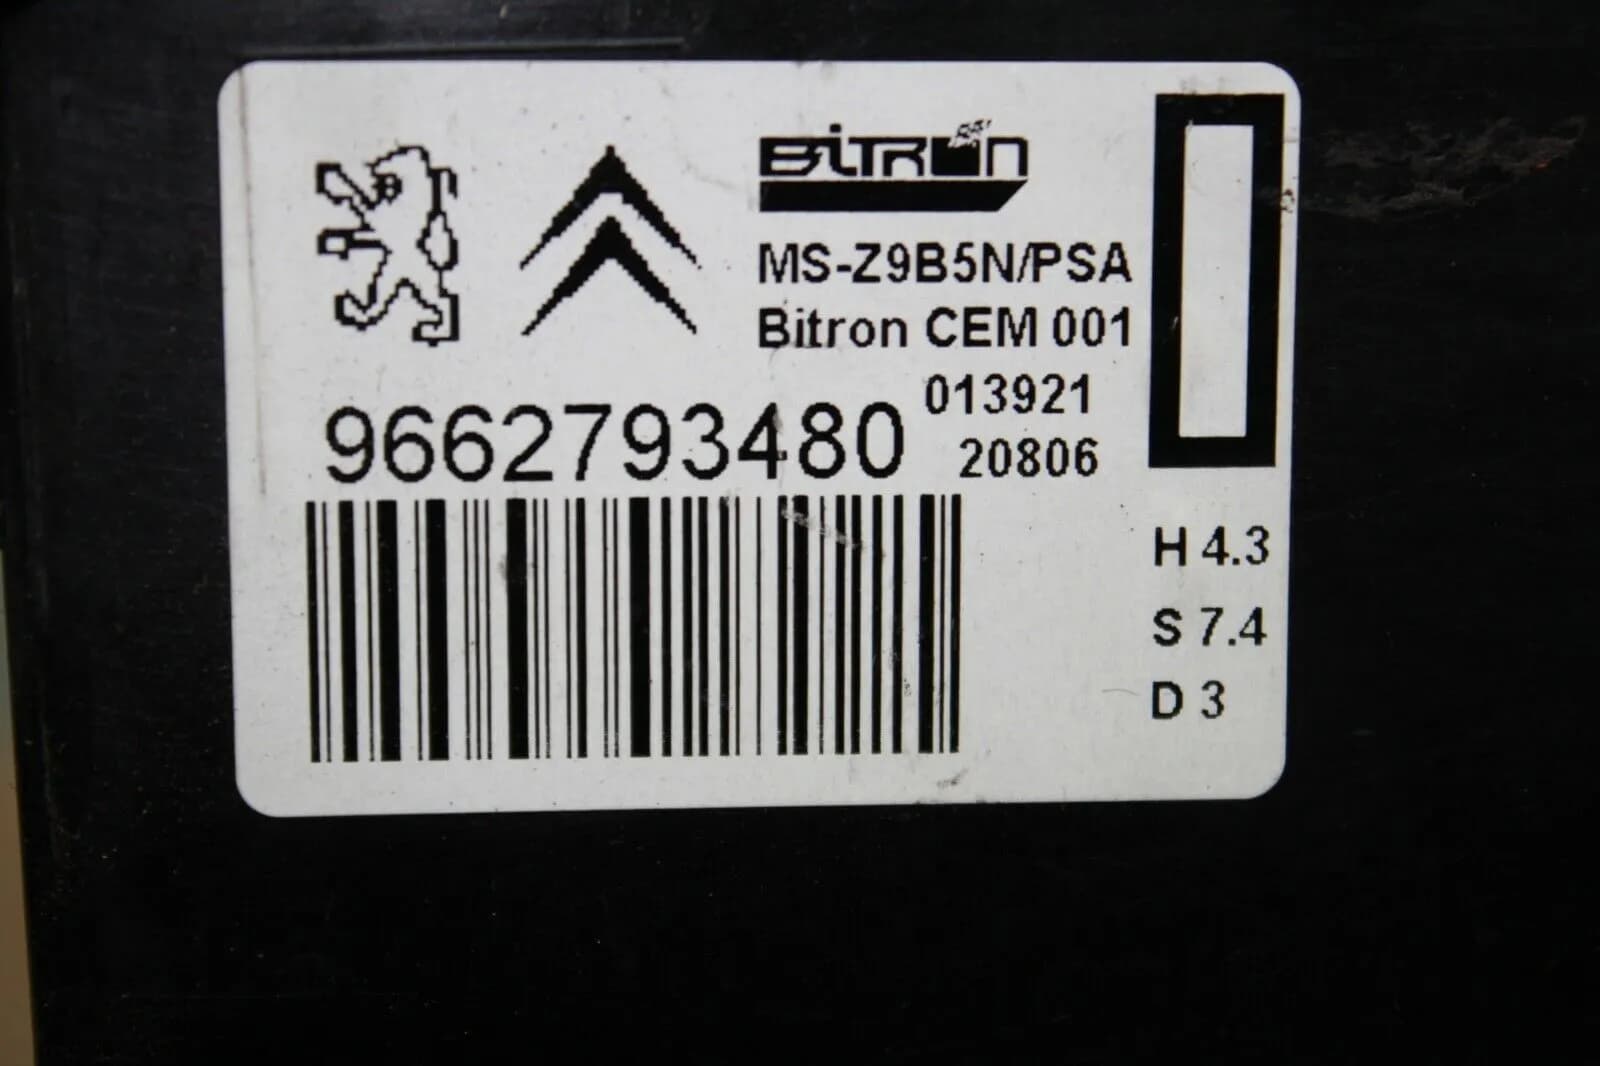 BiTRON
MS-Z9B5N/PSA
Bitron CEM 001
013921
9662793480
20806
H 4.3
S 7.4
D 3